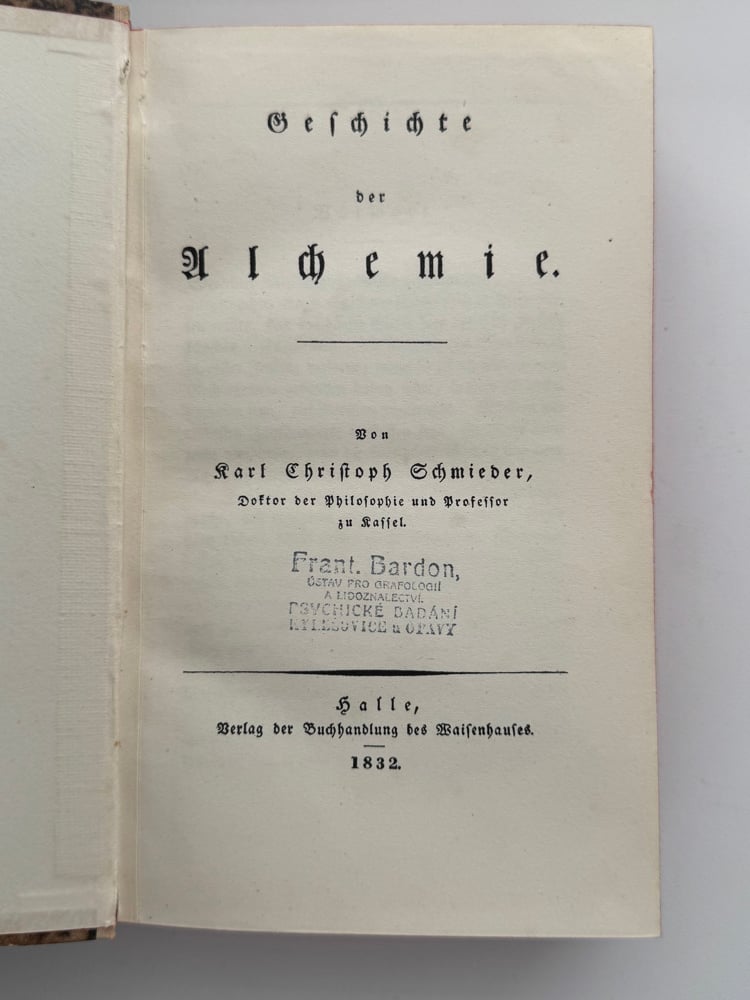 Geſchichte
der
Alchemie.
Von
Karl Chriſtoph Schmieder,
Doktor der Philoſophie und Profeſſor
zu Kaſſel.
Frant. Bardon,
ÚSTAV PRO GRAFOLOGII
A LIDOZNALECTVÍ.
PSYCHICKÉ BADÁNÍ
KYLEŠOVICE u OPAVY
Halle,
Verlag der Buchhandlung des Waiſenhauſes.
1832.